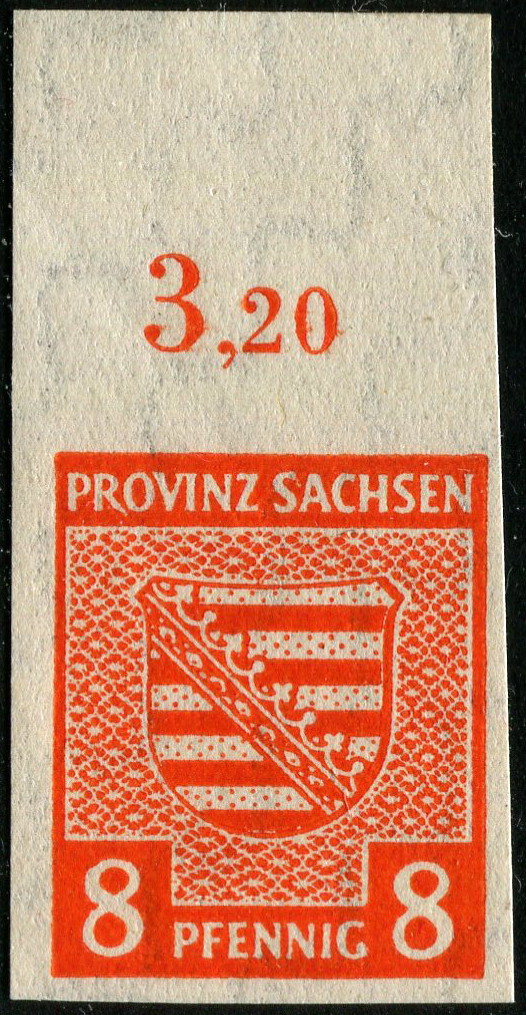 3,20
PROVINZ SACHSEN
8 PFENNIG 8